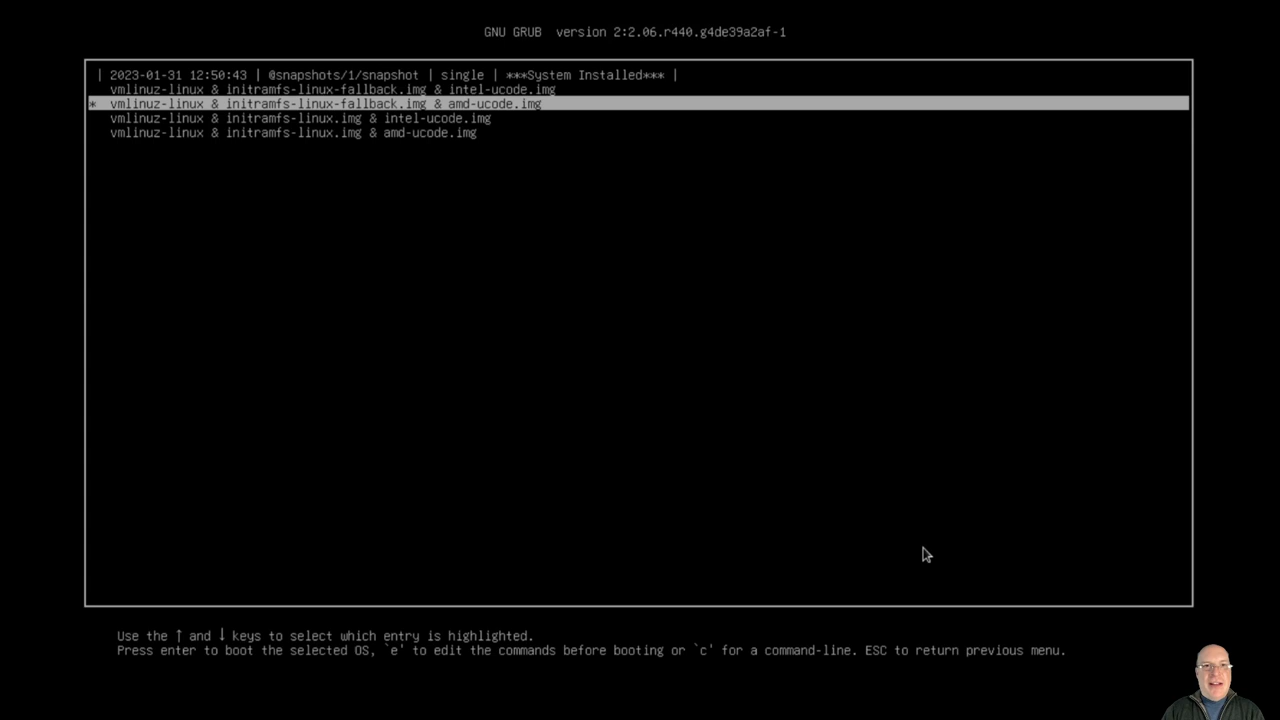 GNU GRUB version 2:2.06.r440.g4de39a2af-1
| 2023-01-31 12:50:43 | @snapshots/1/snapshot | single | ***System Installed*** |
vmlinuz-linux & initramfs-linux-fallback.img & intel-ucode.img
* vmlinuz-linux & initramfs-linux-fallback.img & amd-ucode.img
vmlinuz-linux & initramfs-linux.img & intel-ucode.img
vmlinuz-linux & initramfs-linux.img & amd-ucode.img
Use the ↑ and ↓ keys to select which entry is highlighted.
Press enter to boot the selected OS, `e' to edit the commands before booting or `c' for a command-line. ESC to return previous menu.